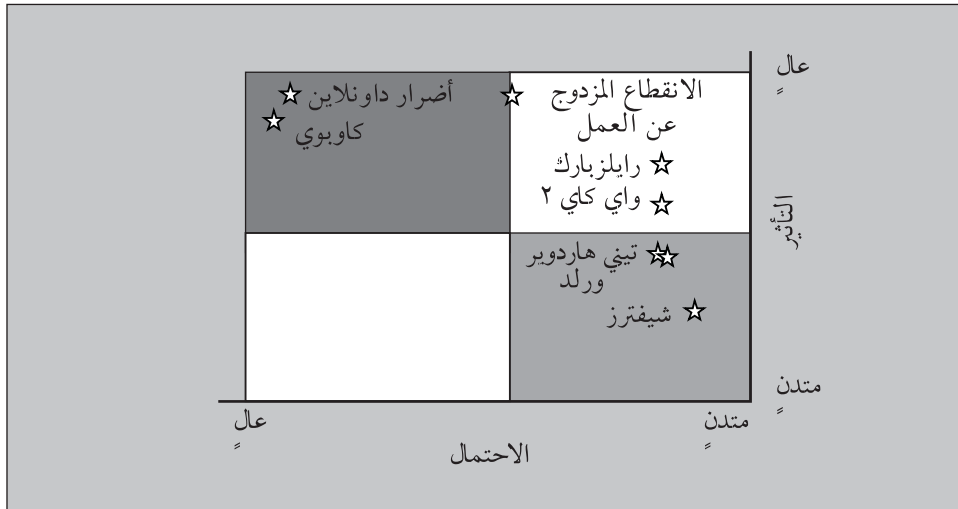 عالٍ
الانقطاع المزدوج
عن العمل
رايلزبارك
واي كاي ٢
أضرار داونلاين
كاوبوي
التأثير
تيني هاردوير
ورلد
شيفترز
متدنٍ
متدنٍ
عالٍ
الاحتمال